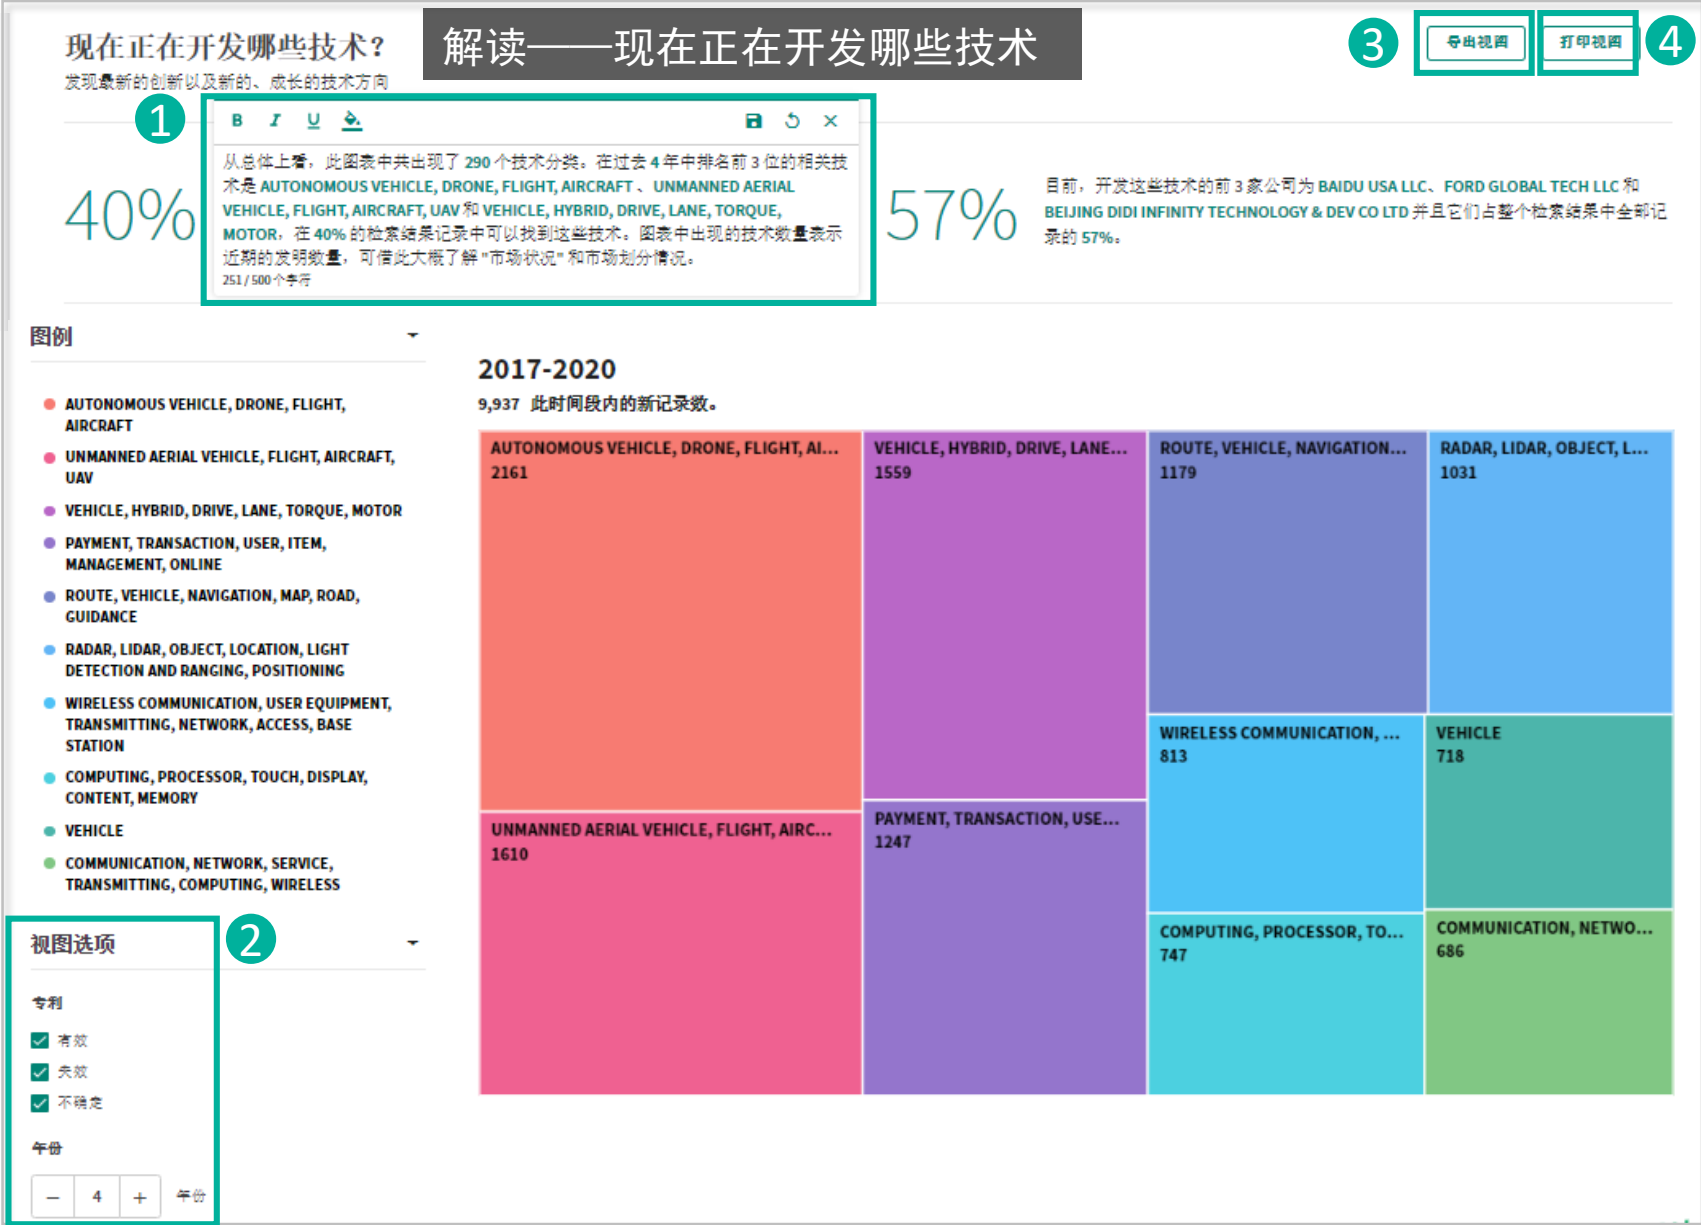 现在正在开发哪些技术？
发现最新的创新以及新的、成长的技术方向
解读——现在正在开发哪些技术
3
导出视图
打印视图
4
1
B I U
40%
从总体上看，此图表中共出现了 290 个技术分类。在过去 4 年中排名前 3 位的相关技
术是 AUTONOMOUS VEHICLE, DRONE, FLIGHT, AIRCRAFT 、UNMANNED AERIAL
VEHICLE, FLIGHT, AIRCRAFT, UAV 和 VEHICLE, HYBRID, DRIVE, LANE, TORQUE,
MOTOR，在 40% 的检索结果记录中可以找到这些技术。图表中出现的技术数量表示
近期的发明数量，可借此大概了解 "市场状况" 和市场划分情况。
251 / 500 个字符
57%
目前，开发这些技术的前 3 家公司为 BAIDU USA LLC、FORD GLOBAL TECH LLC 和
BEIJING DIDI INFINITY TECHNOLOGY & DEV CO LTD 并且它们占整个检索结果中全部记
录的 57%。
图例
AUTONOMOUS VEHICLE, DRONE, FLIGHT,
AIRCRAFT
UNMANNED AERIAL VEHICLE, FLIGHT, AIRCRAFT,
UAV
VEHICLE, HYBRID, DRIVE, LANE, TORQUE, MOTOR
PAYMENT, TRANSACTION, USER, ITEM,
MANAGEMENT, ONLINE
ROUTE, VEHICLE, NAVIGATION, MAP, ROAD,
GUIDANCE
RADAR, LIDAR, OBJECT, LOCATION, LIGHT
DETECTION AND RANGING, POSITIONING
WIRELESS COMMUNICATION, USER EQUIPMENT,
TRANSMITTING, NETWORK, ACCESS, BASE
STATION
COMPUTING, PROCESSOR, TOUCH, DISPLAY,
CONTENT, MEMORY
VEHICLE
COMMUNICATION, NETWORK, SERVICE,
TRANSMITTING, COMPUTING, WIRELESS
2
视图选项
专利
有效
失效
不确定
年份
− 4 + 年份
2017-2020
9,937 此时间段内的新记录数。
AUTONOMOUS VEHICLE, DRONE, FLIGHT, AI...
2161
VEHICLE, HYBRID, DRIVE, LANE...
1559
ROUTE, VEHICLE, NAVIGATION...
1179
RADAR, LIDAR, OBJECT, L...
1031
WIRELESS COMMUNICATION, ...
813
VEHICLE
718
UNMANNED AERIAL VEHICLE, FLIGHT, AIRC...
1610
PAYMENT, TRANSACTION, USE...
1247
COMPUTING, PROCESSOR, TO...
747
COMMUNICATION, NETWO...
686